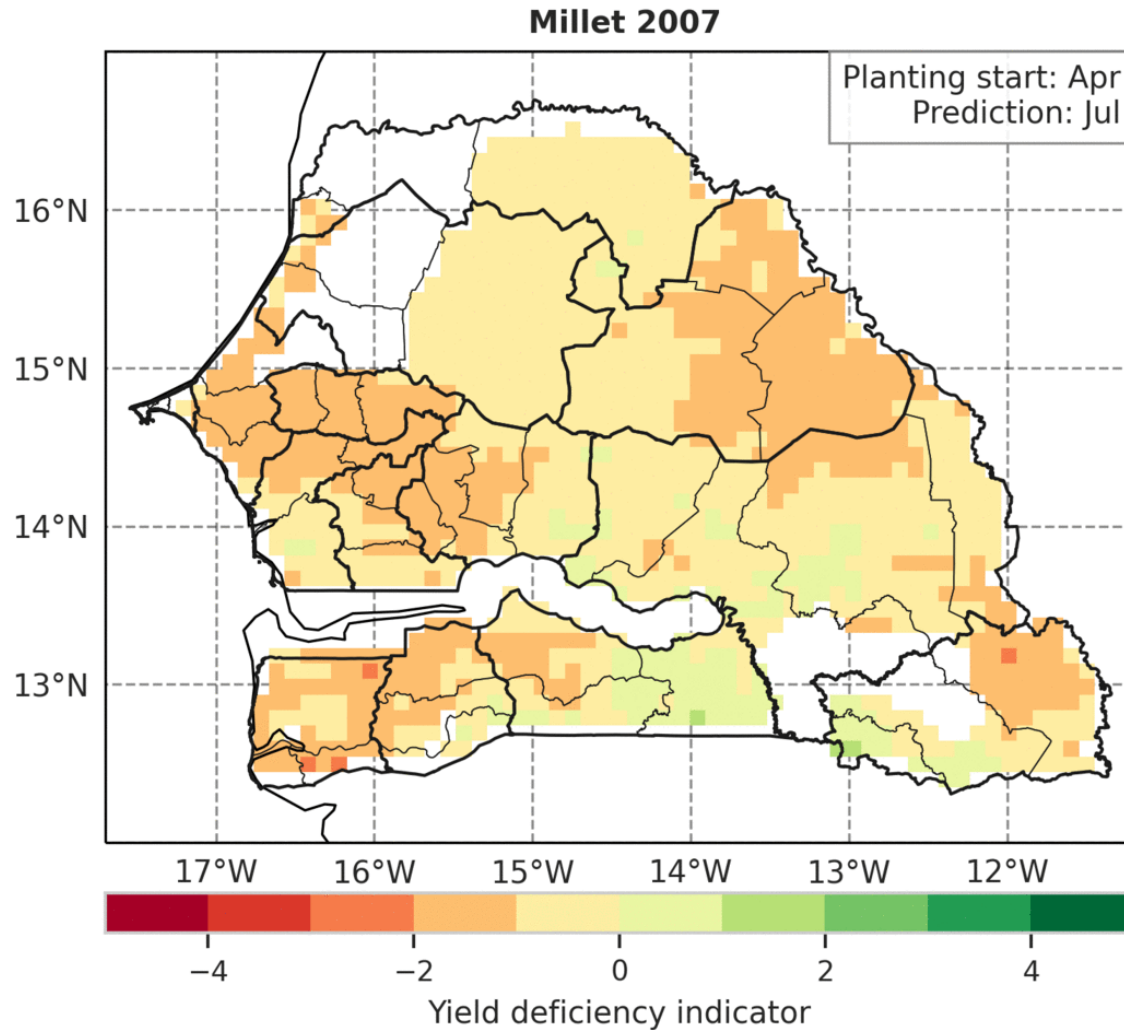 Millet 2007
Planting start: Apr
Prediction: Jul
16°N
15°N
14°N
13°N
17°W 16°W 15°W 14°W 13°W 12°W
−4 −2 0 2 4
Yield deficiency indicator